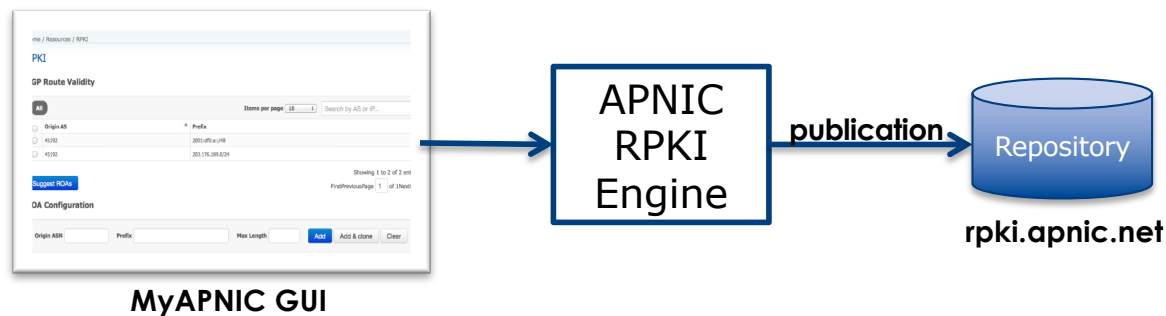 ome / Resources / RPKI
PKI
GP Route Validity
All
Items per page 10
Search by AS or IP...
Origin AS
Prefix
45192
2001:df0:a::/48
45192
203.176.189.0/24
Showing 1 to 2 of 2 ent
Suggest ROAs
FirstPreviousPage 1 of 1Next
OA Configuration
Origin ASN
Prefix
Max Length
Add
Add & clone
Clear
MyAPNIC GUI
APNIC
RPKI
Engine
publication
Repository
rpki.apnic.net